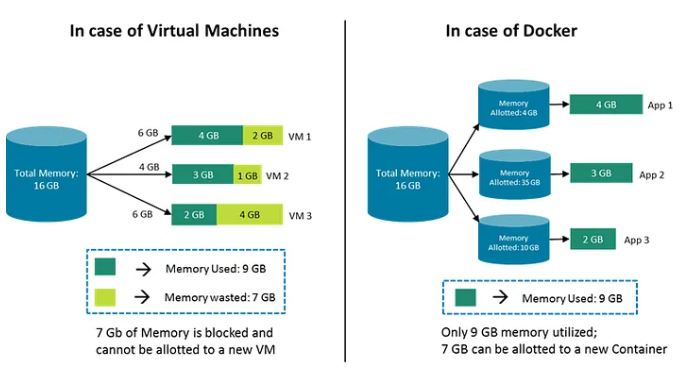 In case of Virtual Machines
6 GB
4 GB
2 GB
VM 1
Total Memory:
16 GB
4 GB
3 GB
1 GB
VM 2
6 GB
2 GB
4 GB
VM 3
Memory Used: 9 GB
Memory wasted: 7 GB
7 Gb of Memory is blocked and
cannot be allotted to a new VM
In case of Docker
Memory
Allotted: 4 GB
4 GB
App 1
Total Memory:
16 GB
Memory
Allotted: 35 GB
3 GB
App 2
Memory
Allotted: 10 GB
2 GB
App 3
Memory Used: 9 GB
Only 9 GB memory utilized;
7 GB can be allotted to a new Container